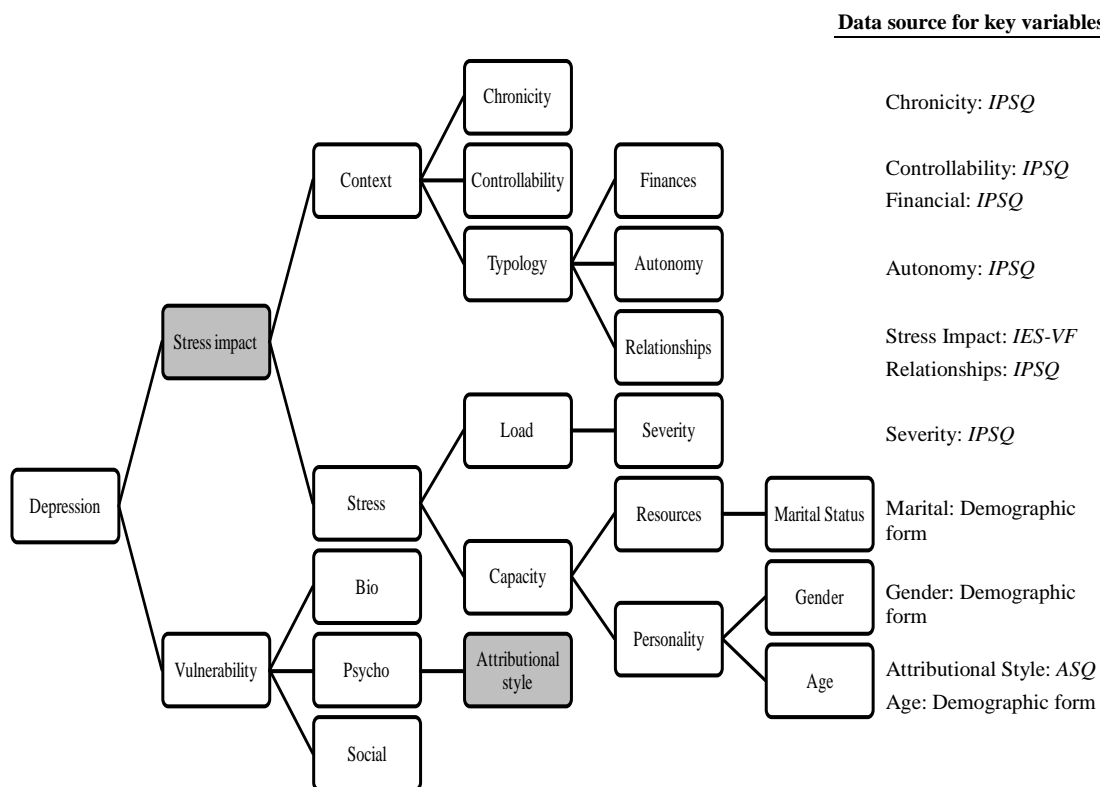 Data source for key variables
Chronicity
Chronicity: IPSQ
Context
Controllability
Finances
Controllability: IPSQ
Financial: IPSQ
Typology
Autonomy
Autonomy: IPSQ
Stress impact
Relationships
Stress Impact: IES-VF
Relationships: IPSQ
Load
Severity
Severity: IPSQ
Depression
Stress
Resources
Marital Status
Marital: Demographic
form
Bio
Capacity
Gender
Gender: Demographic
form
Vulnerability
Psycho
Attributional
style
Personality
Age
Attributional Style: ASQ
Age: Demographic form
Social